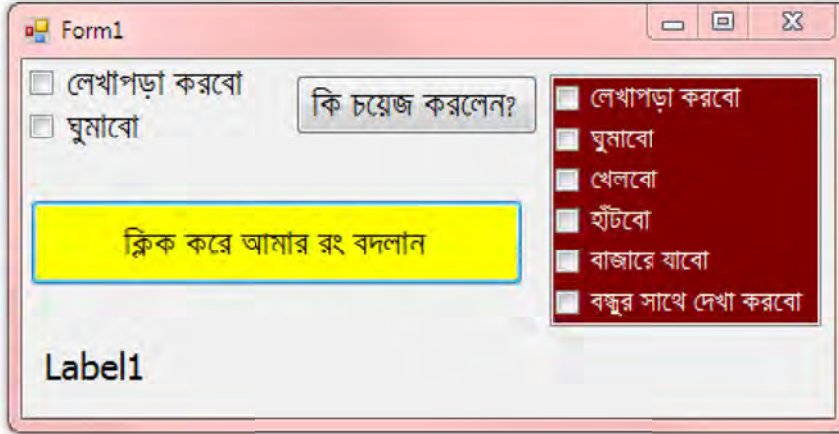 Form1
লেখাপড়া করবো
ঘুমাবো
কি চয়েজ করলেন?
ক্লিক করে আমার রং বদলান
Label1
লেখাপড়া করবো
ঘুমাবো
খেলবো
হাঁটবো
বাজারে যাবো
বন্ধুর সাথে দেখা করবো